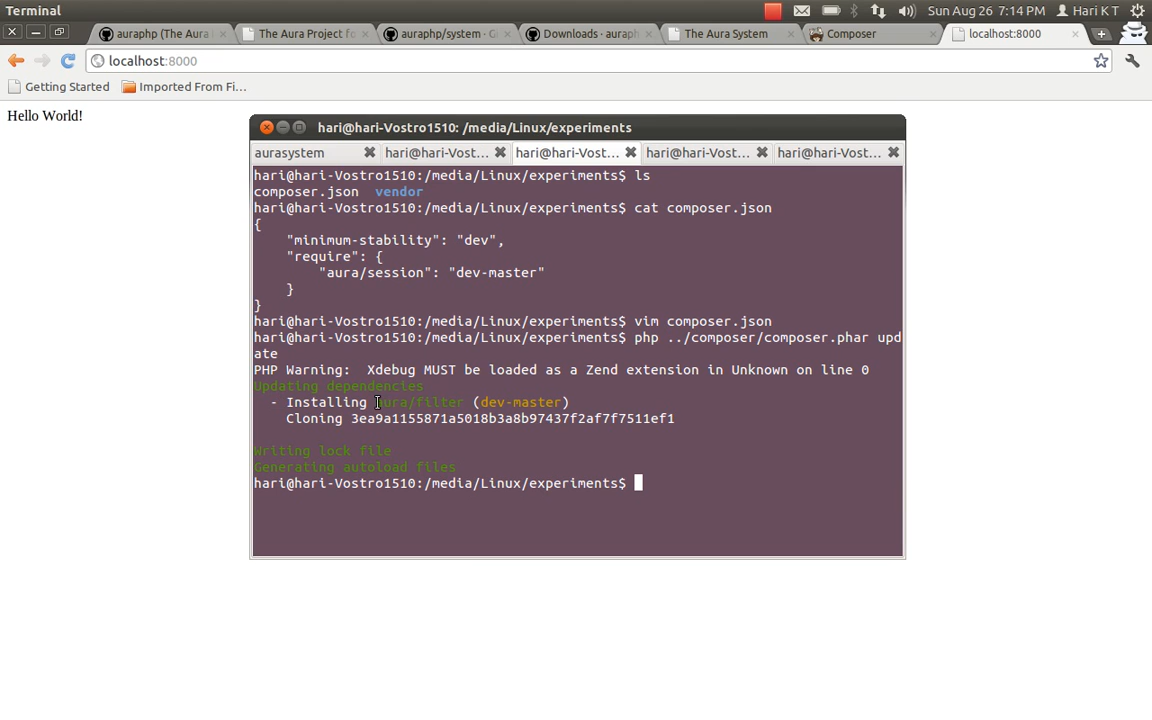 Terminal
Sun Aug 26 7:14 PM Hari K T
auraphp (The Aura
The Aura Project fo
auraphp/system · G
Downloads · auraph
The Aura System
Composer
localhost:8000
localhost:8000
Getting Started Imported From Fi...
Hello World!
hari@hari-Vostro1510: /media/Linux/experiments
aurasystem hari@hari-Vost... hari@hari-Vost... hari@hari-Vost... hari@hari-Vost...
hari@hari-Vostro1510:/media/Linux/experiments$ ls
composer.json vendor
hari@hari-Vostro1510:/media/Linux/experiments$ cat composer.json
{
"minimum-stability": "dev",
"require": {
"aura/session": "dev-master"
}
}
hari@hari-Vostro1510:/media/Linux/experiments$ vim composer.json
hari@hari-Vostro1510:/media/Linux/experiments$ php ../composer/composer.phar upd
ate
PHP Warning: Xdebug MUST be loaded as a Zend extension in Unknown on line 0
Updating dependencies
- Installing aura/filter (dev-master)
Cloning 3ea9a1155871a5018b3a8b97437f2af7f7511ef1
Writing lock file
Generating autoload files
hari@hari-Vostro1510:/media/Linux/experiments$